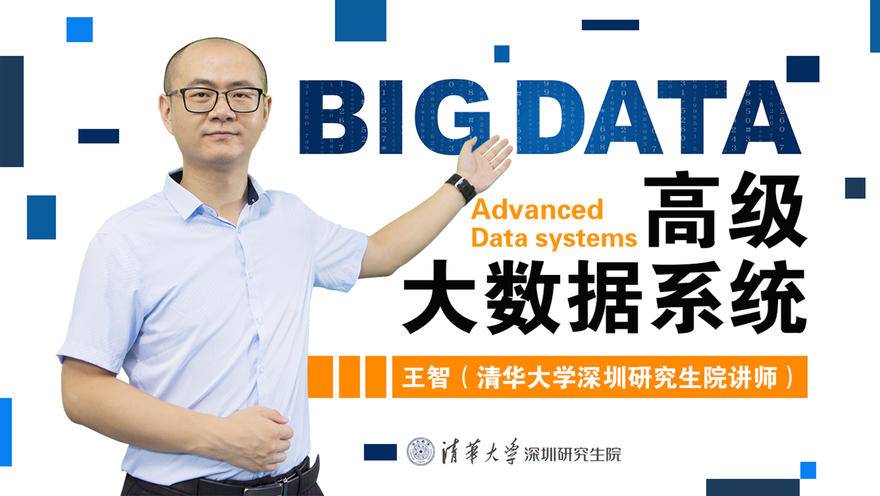 BIG DATA
Advanced
Data systems
高级
大数据系统
王智（清华大学深圳研究生院讲师）
清華大学 深圳研究生院